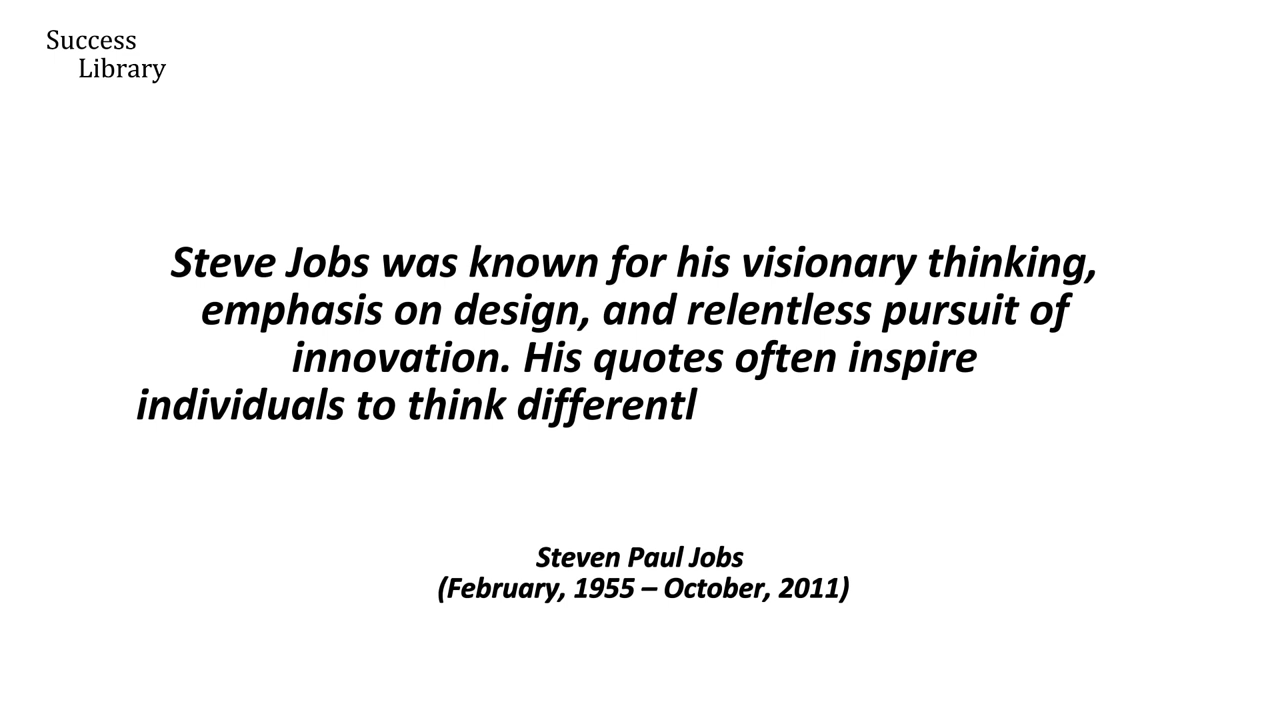 Success
Library
Steve Jobs was known for his visionary thinking,
emphasis on design, and relentless pursuit of
innovation. His quotes often inspire
individuals to think differentl
Steven Paul Jobs
(February, 1955 – October, 2011)